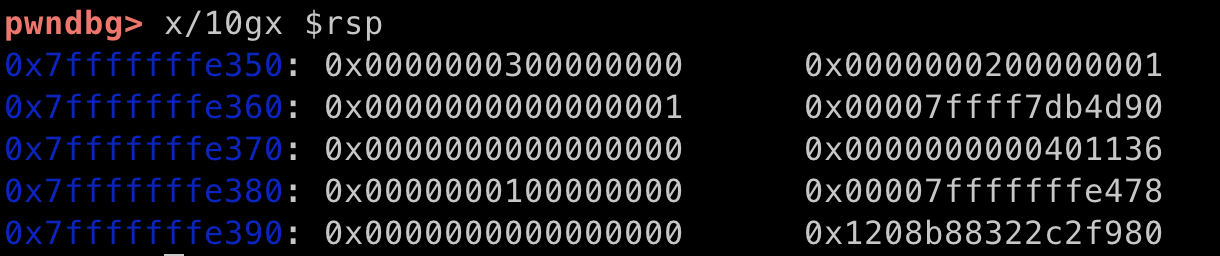 pwndbg> x/10gx $rsp
0x7fffffffe350: 0x0000000300000000 0x0000000200000001
0x7fffffffe360: 0x0000000000000001 0x00007ffff7db4d90
0x7fffffffe370: 0x0000000000000000 0x0000000000401136
0x7fffffffe380: 0x0000000100000000 0x00007fffffffe478
0x7fffffffe390: 0x0000000000000000 0x1208b88322c2f980